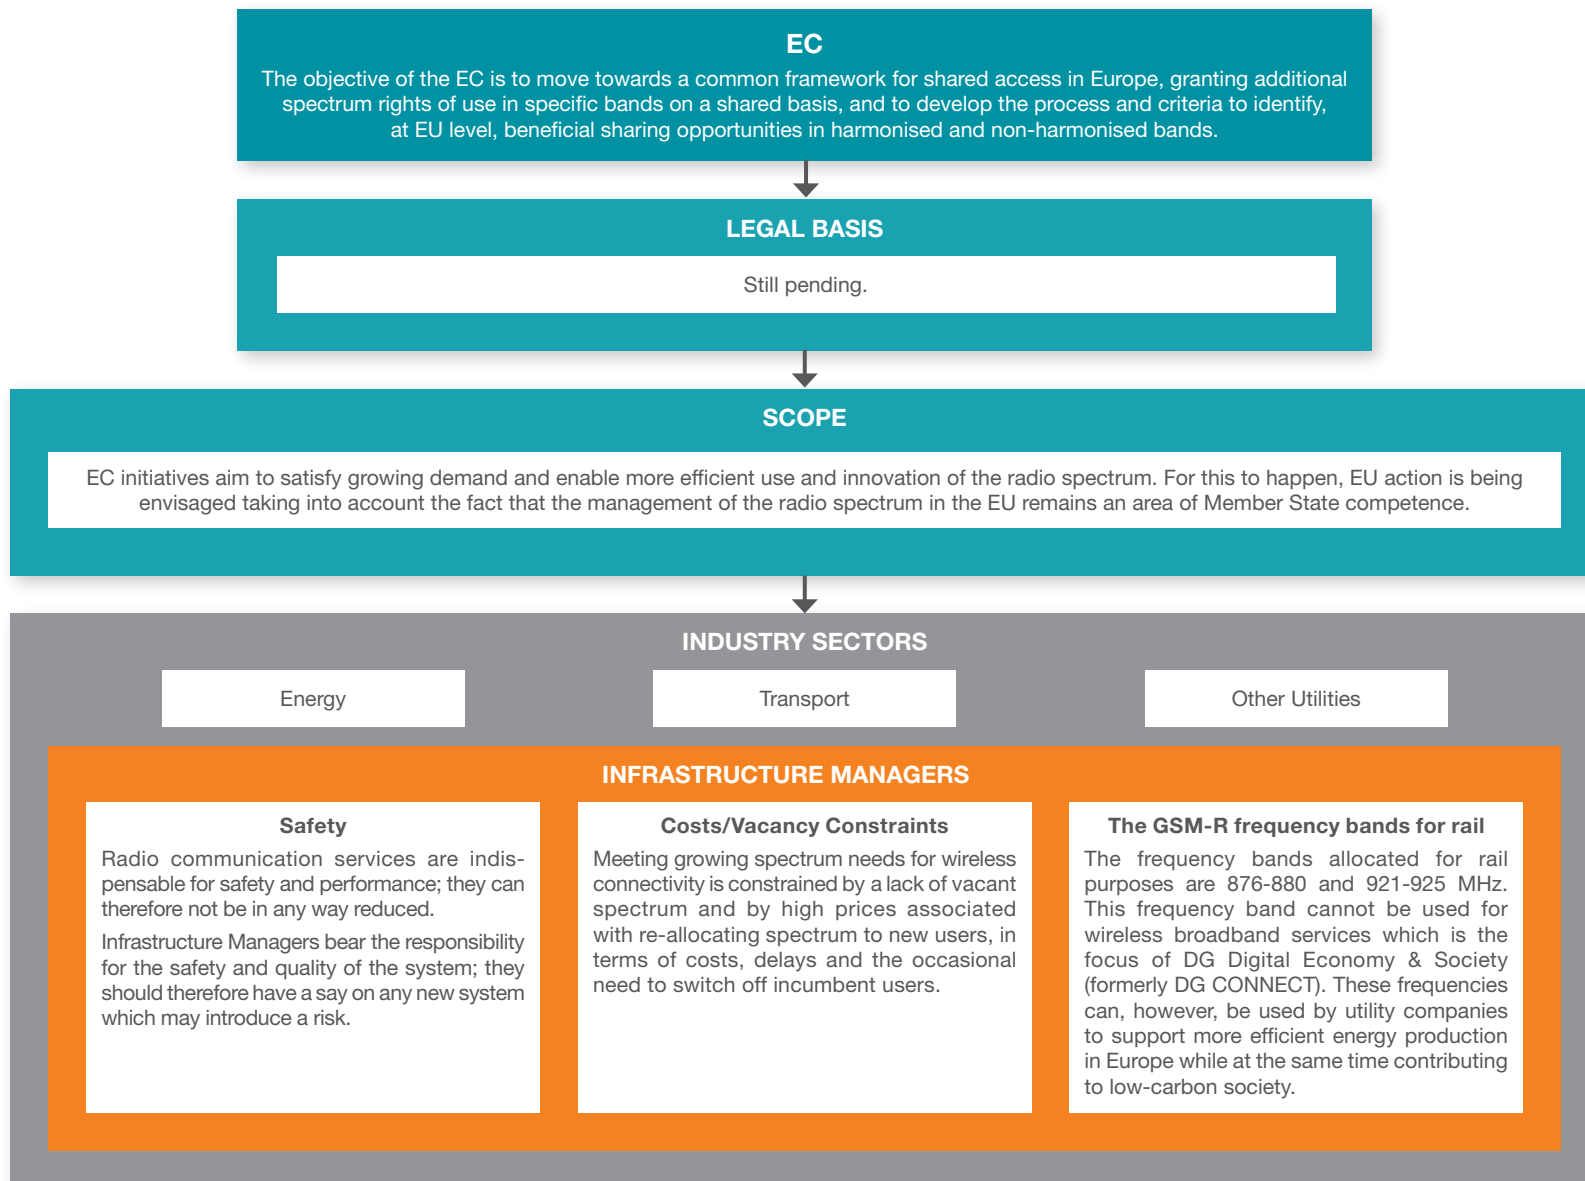 EC
The objective of the EC is to move towards a common framework for shared access in Europe, granting additional
spectrum rights of use in specific bands on a shared basis, and to develop the process and criteria to identify,
at EU level, beneficial sharing opportunities in harmonised and non-harmonised bands.
LEGAL BASIS
Still pending.
SCOPE
EC initiatives aim to satisfy growing demand and enable more efficient use and innovation of the radio spectrum. For this to happen, EU action is being
envisaged taking into account the fact that the management of the radio spectrum in the EU remains an area of Member State competence.
INDUSTRY SECTORS
Energy
Transport
Other Utilities
INFRASTRUCTURE MANAGERS
Safety
Radio communication services are indis-
pensable for safety and performance; they can
therefore not be in any way reduced.
Infrastructure Managers bear the responsibility
for the safety and quality of the system; they
should therefore have a say on any new system
which may introduce a risk.
Costs/Vacancy Constraints
Meeting growing spectrum needs for wireless
connectivity is constrained by a lack of vacant
spectrum and by high prices associated
with re-allocating spectrum to new users, in
terms of costs, delays and the occasional
need to switch off incumbent users.
The GSM-R frequency bands for rail
The frequency bands allocated for rail
purposes are 876-880 and 921-925 MHz.
This frequency band cannot be used for
wireless broadband services which is the
focus of DG Digital Economy & Society
(formerly DG CONNECT). These frequencies
can, however, be used by utility companies
to support more efficient energy production
in Europe while at the same time contributing
to low-carbon society.